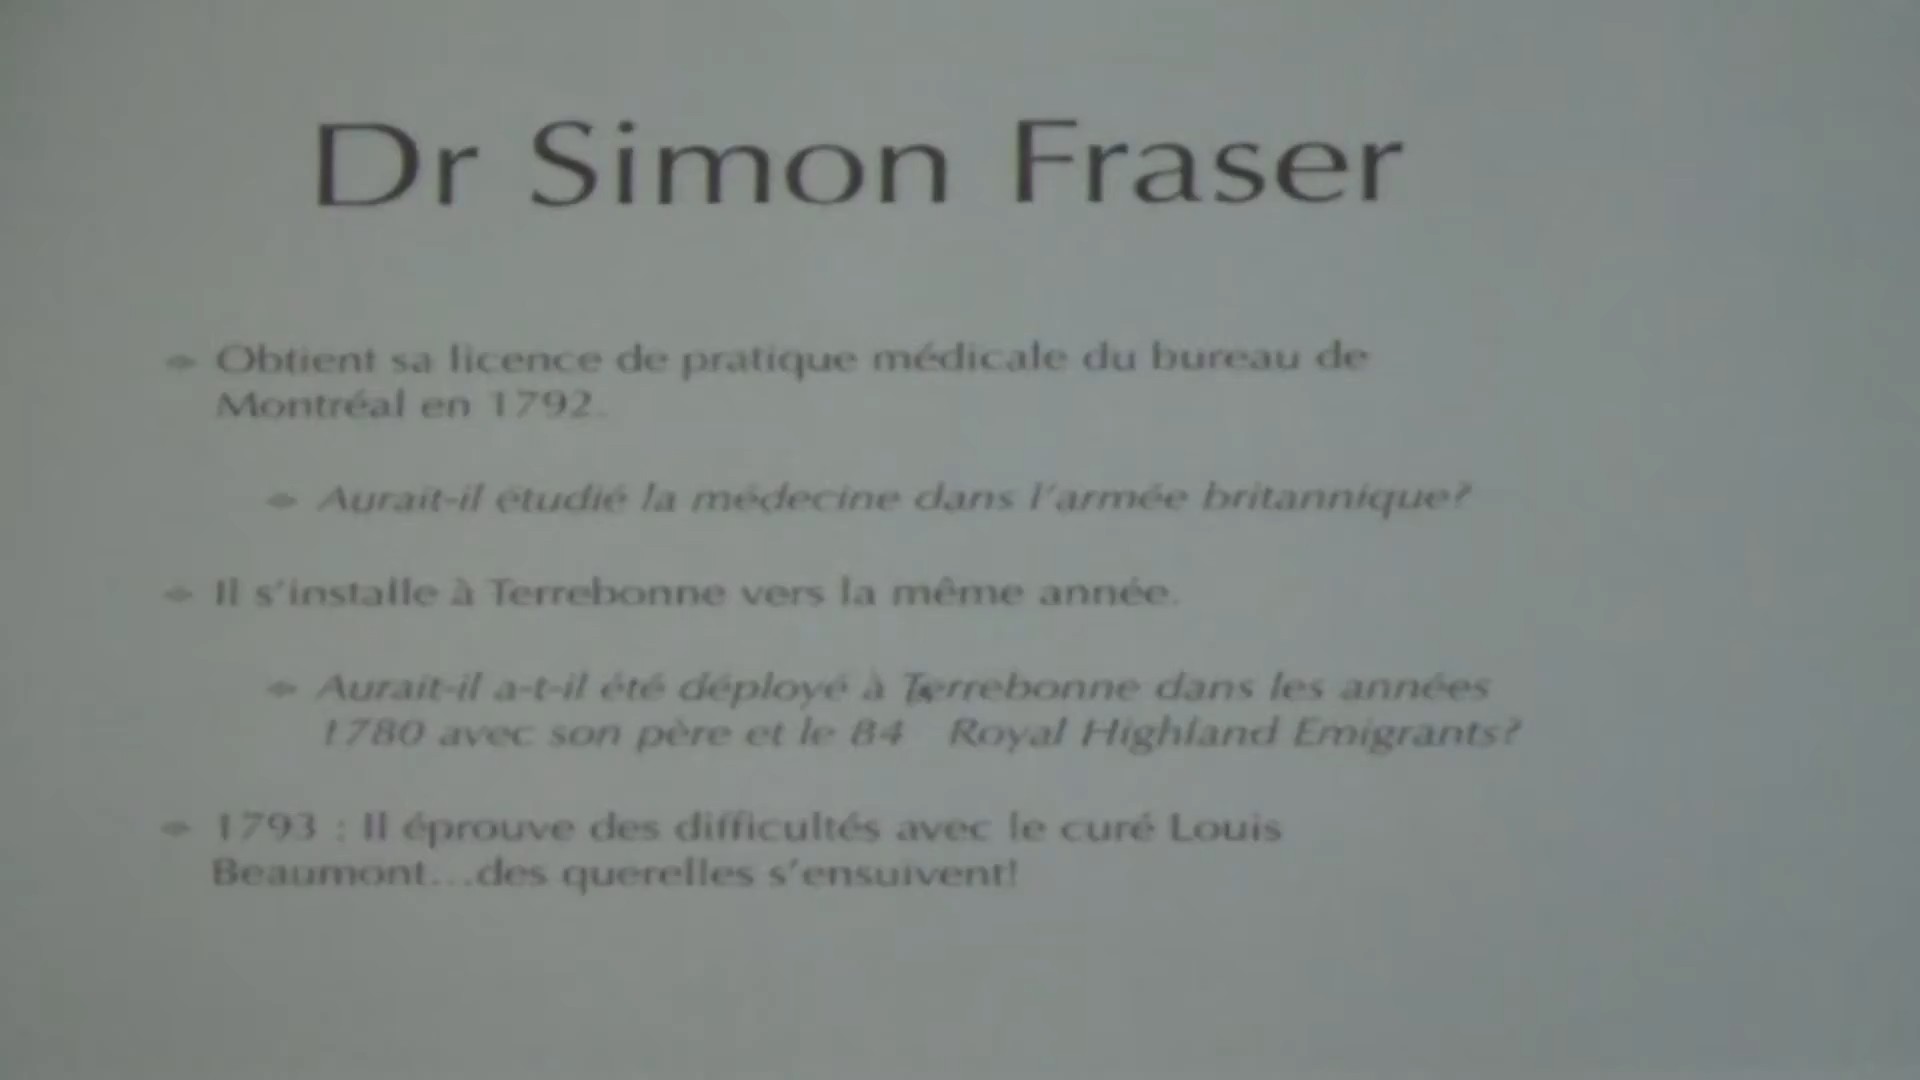 Dr Simon Fraser
Obtient sa licence de pratique médicale du bureau de
Montréal en 1792.
Aurait-il étudié la médecine dans l'armée britannique?
Il s'installe à Terrebonne vers la même année.
Aurait-il a-t-il été déployé à Terrebonne dans les années
1780 avec son père et le 84 Royal Highland Emigrants?
1793 : Il éprouve des difficultés avec le curé Louis
Beaumont...des querelles s'ensuivent!